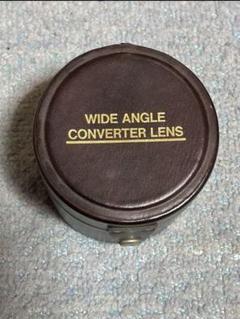 WIDE ANGLE
CONVERTER LENS